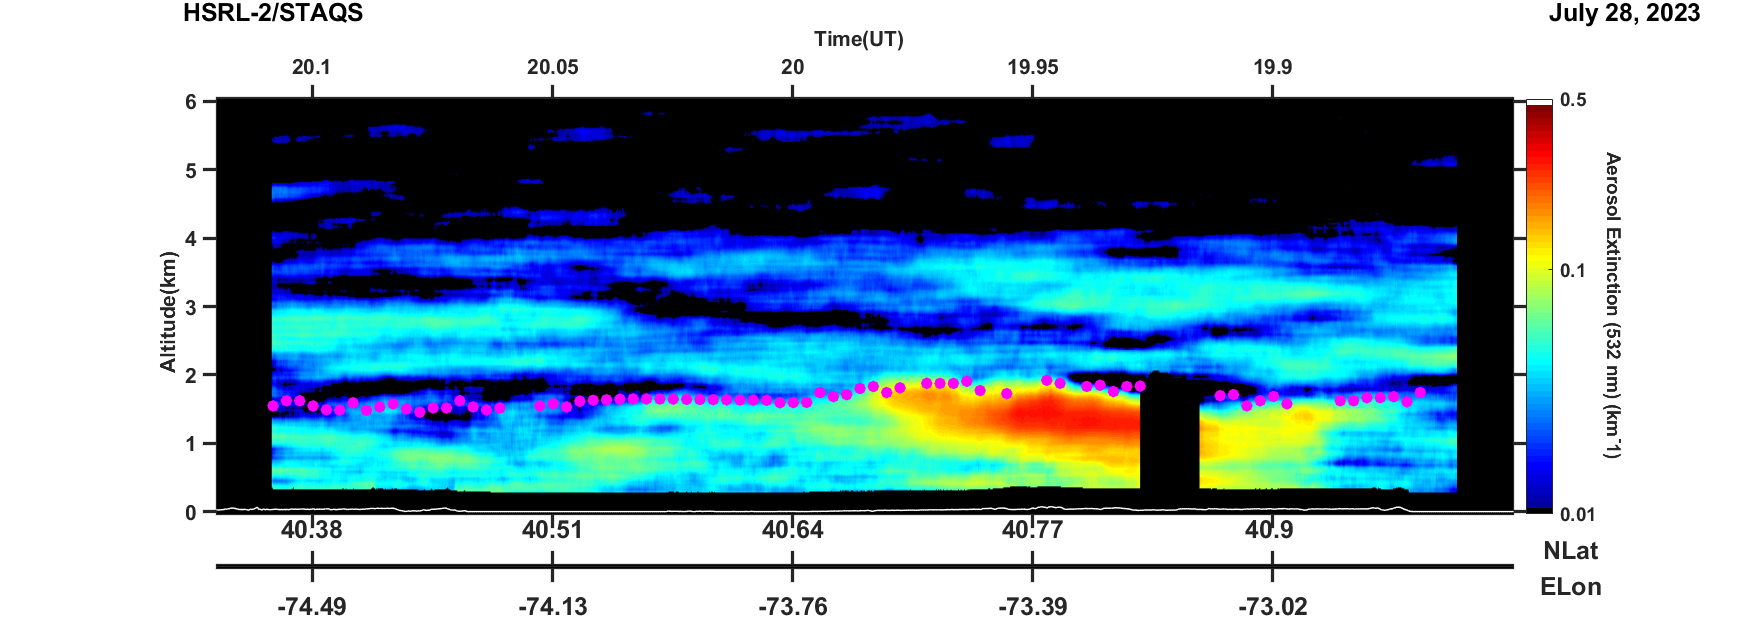 HSRL-2/STAQS
July 28, 2023
Time(UT)
20.1 20.05 20 19.95 19.9
6
5
4
3
2
1
0
Altitude(km)
0.5
0.1
0.01
Aerosol Extinction (532 nm) (km⁻¹)
40.38 40.51 40.64 40.77 40.9
NLat
ELon
-74.49 -74.13 -73.76 -73.39 -73.02